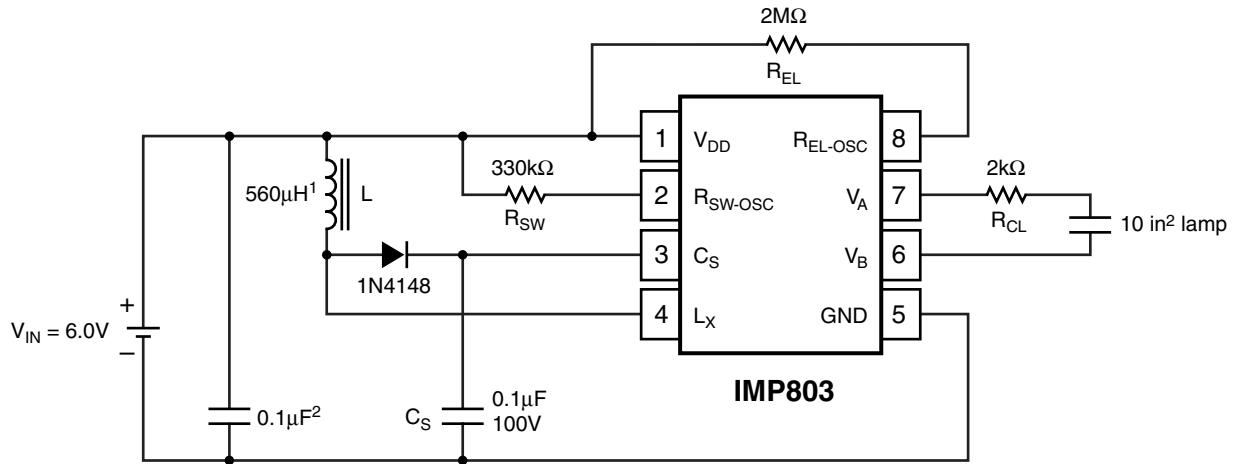 2MΩ
R_EL
1 V_DD R_EL-OSC 8
560μH¹ L
330kΩ
R_SW
2 R_SW-OSC V_A 7
2kΩ
R_CL
10 in² lamp
3 C_S V_B 6
1N4148
4 L_X GND 5
+
V_IN = 6.0V
–
IMP803
0.1μF²
C_S
0.1μF
100V